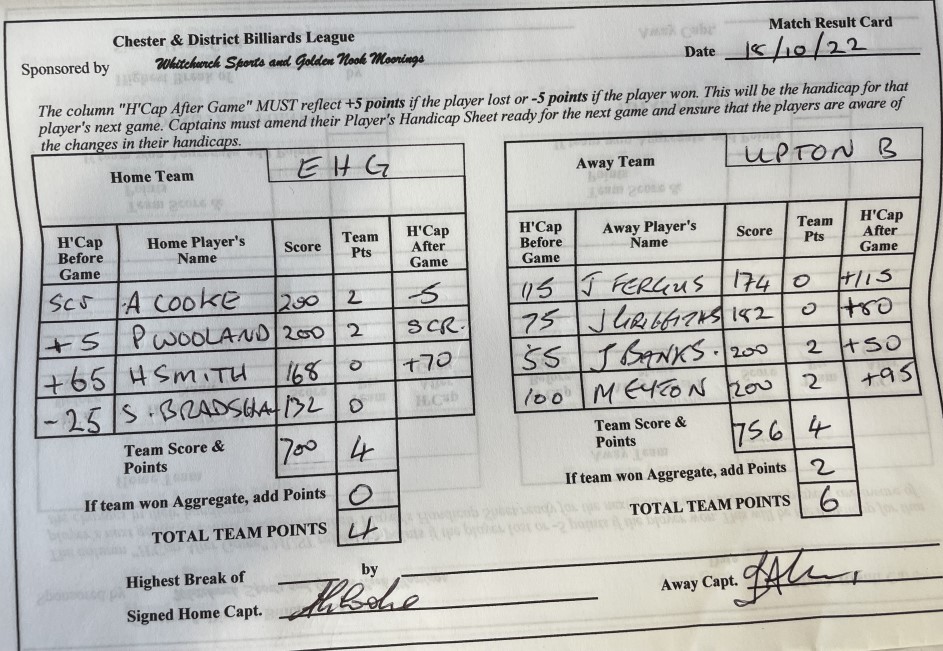 Match Result Card
Chester & District Billiards League
Date 18/10/22
Sponsored by Whitchurch Sports and Golden Nook Moorings
The column "H'Cap After Game" MUST reflect +5 points if the player lost or -5 points if the player won. This will be the handicap for that
player's next game. Captains must amend their Player's Handicap Sheet ready for the next game and ensure that the players are aware of
the changes in their handicaps.
Home Team EHG
H'Cap Before Game Home Player's Name Score Team Pts H'Cap After Game
scr A COOKE 200 2 -5
+5 P WOOLAND 200 2 SCR.
+65 H SMITH 168 0 +70
-25 S. BRADSHA 132 0
Team Score & Points 700 4
If team won Aggregate, add Points 0
TOTAL TEAM POINTS 4
Away Team UPTON B
H'Cap Before Game Away Player's Name Score Team Pts H'Cap After Game
115 J FERGUS 174 0 +115
75 J GRIFFITHS 182 0 +80
55 J BANKS. 200 2 +50
100 M 200 2 +95
Team Score & Points 756 4
If team won Aggregate, add Points 2
TOTAL TEAM POINTS 6
Highest Break of by
Signed Home Capt.
Away Capt.